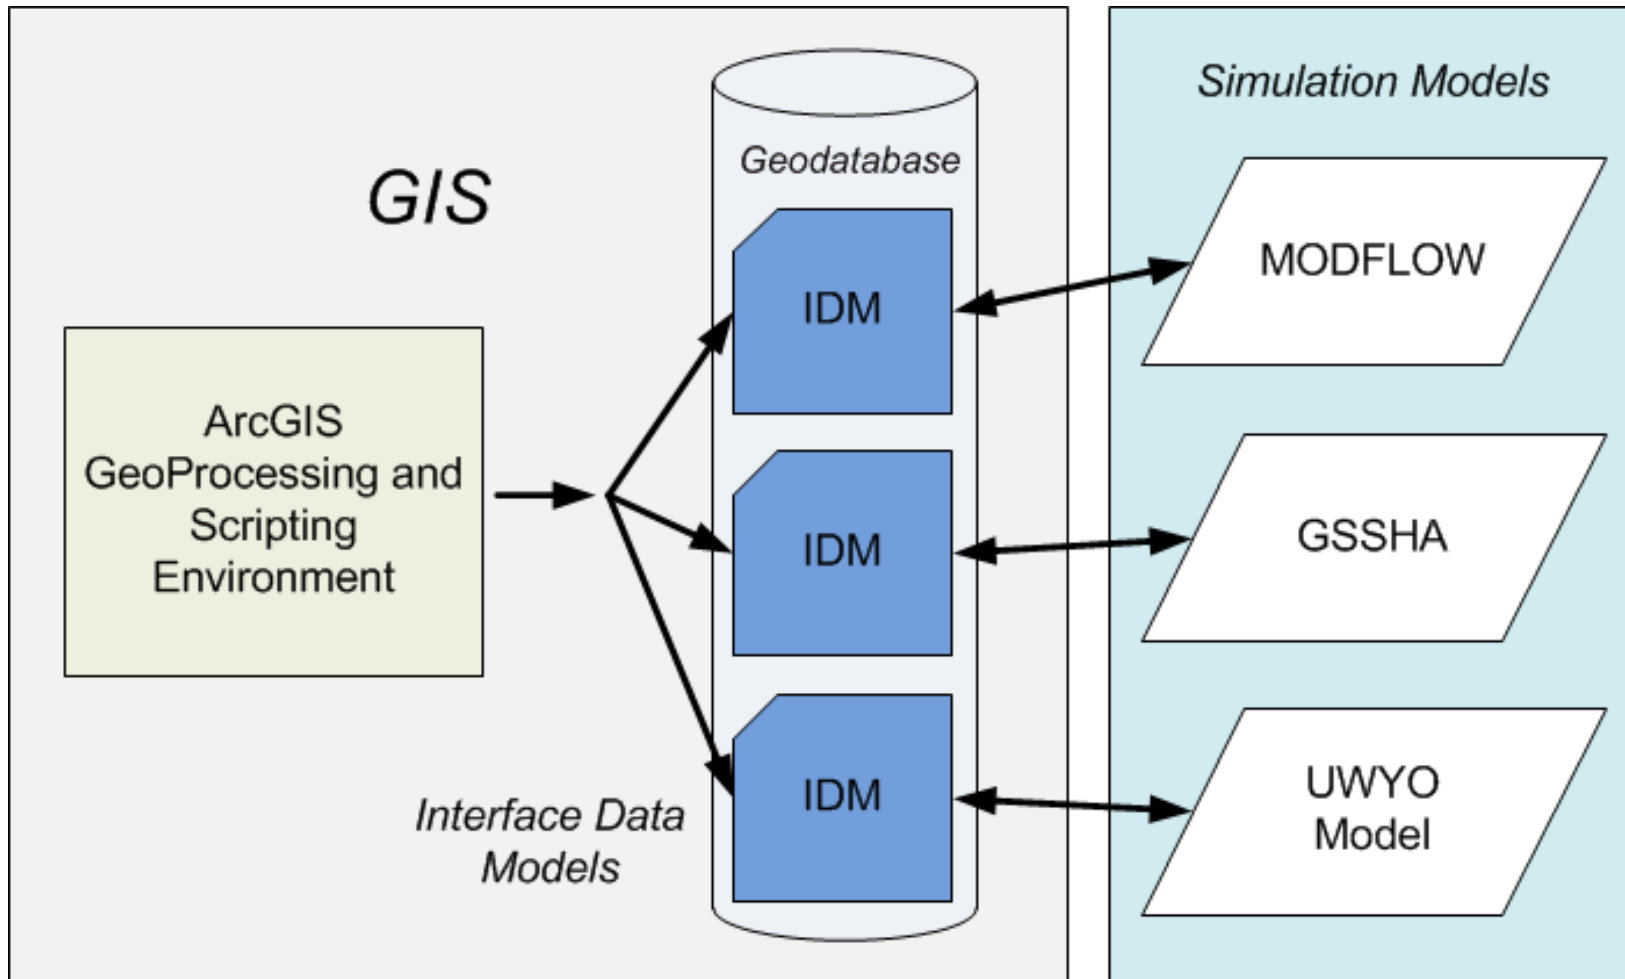 GIS
ArcGIS
GeoProcessing and
Scripting
Environment
Interface Data
Models
Geodatabase
IDM
IDM
IDM
Simulation Models
MODFLOW
GSSHA
UWYO
Model